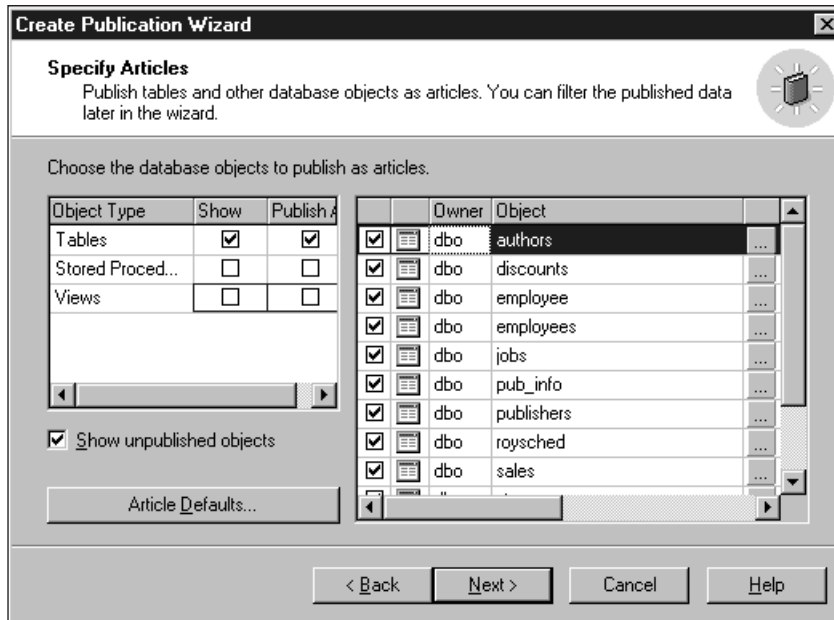 Create Publication Wizard
Specify Articles
Publish tables and other database objects as articles. You can filter the published data
later in the wizard.
Choose the database objects to publish as articles.
Object Type Show Publish A
Tables
Stored Proced...
Views
Show unpublished objects
Article Defaults...
Owner Object
dbo authors ...
dbo discounts ...
dbo employee ...
dbo employees ...
dbo jobs ...
dbo pub_info ...
dbo publishers ...
dbo roysched ...
dbo sales ...
< Back Next > Cancel Help